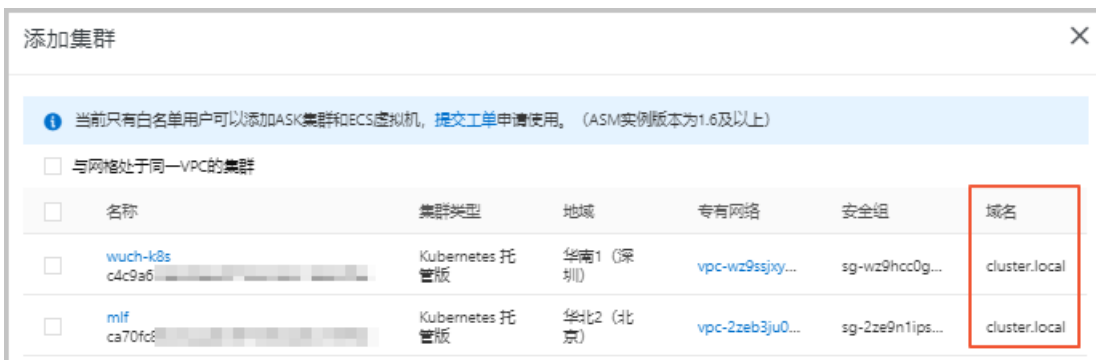 添加集群
当前只有白名单用户可以添加ASK集群和ECS虚拟机，提交工单申请使用。（ASM实例版本为1.6及以上）
与网格处于同一VPC的集群
名称 集群类型 地域 专有网络 安全组 域名
wuch-k8s Kubernetes 托 华南1（深
c4c9a6 管版 圳） vpc-wz9ssjxy... sg-wz9hcc0g... cluster.local
mlf Kubernetes 托 华北2（北
ca70fc8 管版 京） vpc-2zeb3ju0... sg-2ze9n1ips... cluster.local